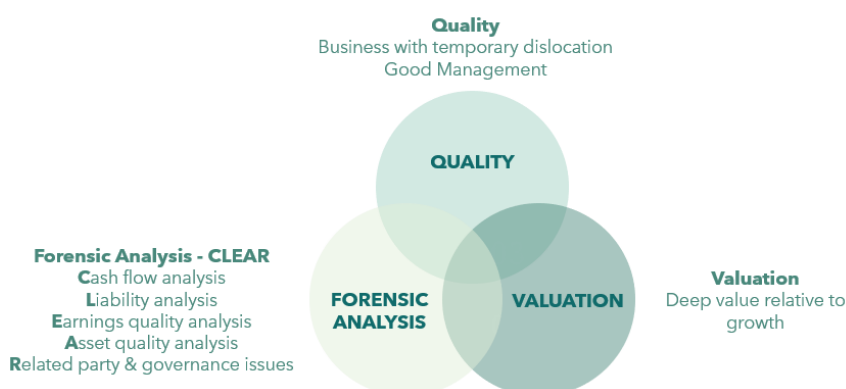 Quality
Business with temporary dislocation
Good Management
QUALITY
Forensic Analysis - CLEAR
Cash flow analysis
Liability analysis
Earnings quality analysis
Asset quality analysis
Related party & governance issues
FORENSIC
ANALYSIS
VALUATION
Valuation
Deep value relative to
growth